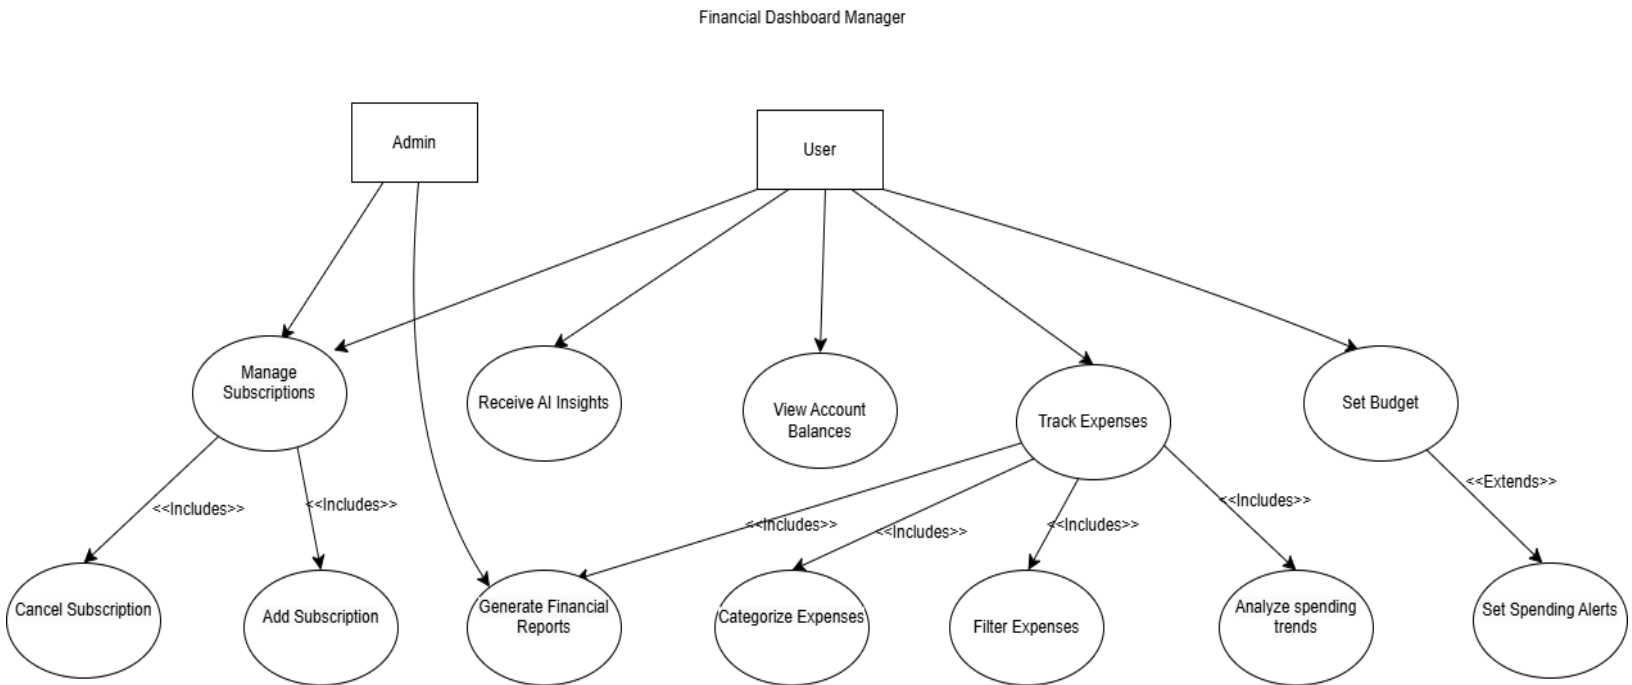 Financial Dashboard Manager
Admin
User
Manage
Subscriptions
Receive AI Insights
View Account
Balances
Track Expenses
Set Budget
<<Includes>>
<<Includes>>
<<Includes>>
<<Includes>>
<<Includes>>
<<Includes>>
<<Extends>>
Cancel Subscription
Add Subscription
Generate Financial
Reports
Categorize Expenses
Filter Expenses
Analyze spending
trends
Set Spending Alerts